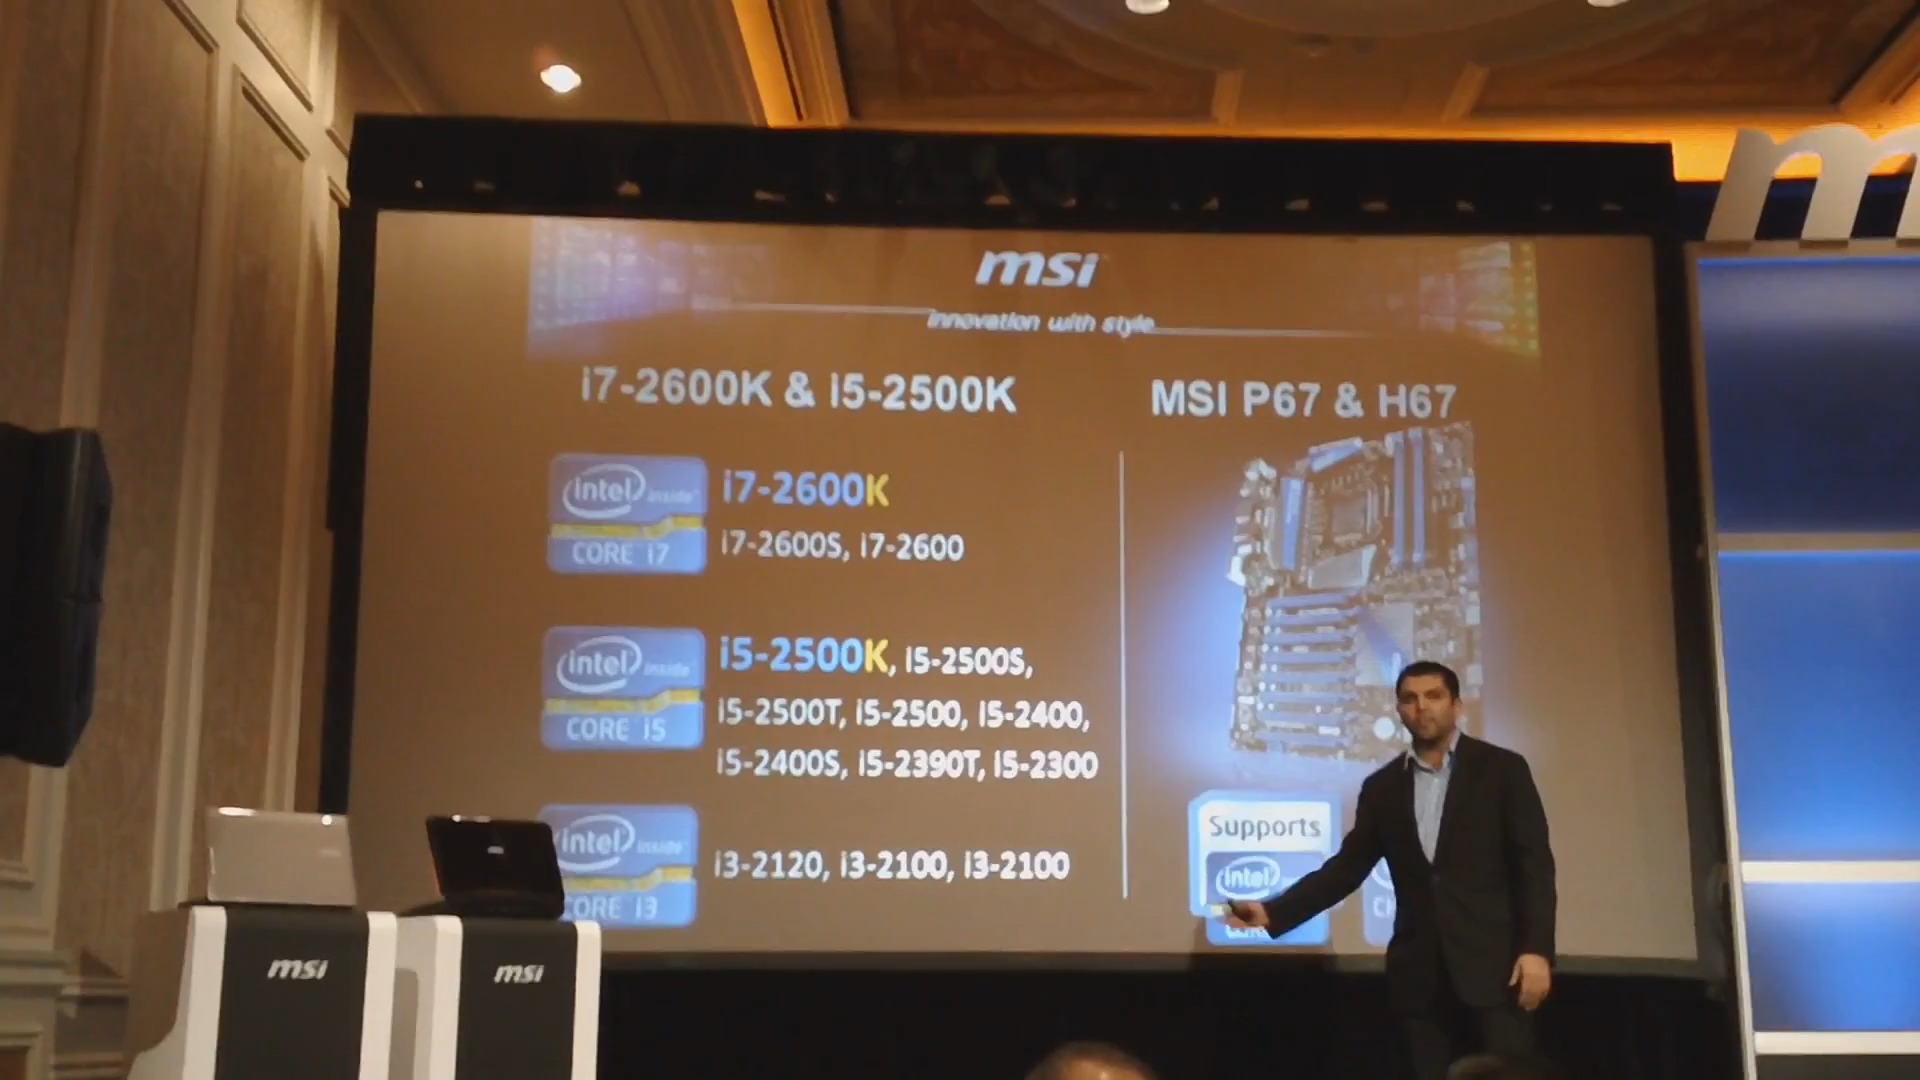 m
msi
innovation with style
i7-2600K & i5-2500K
MSI P67 & H67
intel inside
CORE i7
i7-2600K
i7-2600S, i7-2600
intel inside
CORE i5
i5-2500K, i5-2500S,
i5-2500T, i5-2500, i5-2400,
i5-2400S, i5-2390T, i5-2300
intel inside
CORE i3
i3-2120, i3-2100, i3-2100
Supports
intel
msi
msi